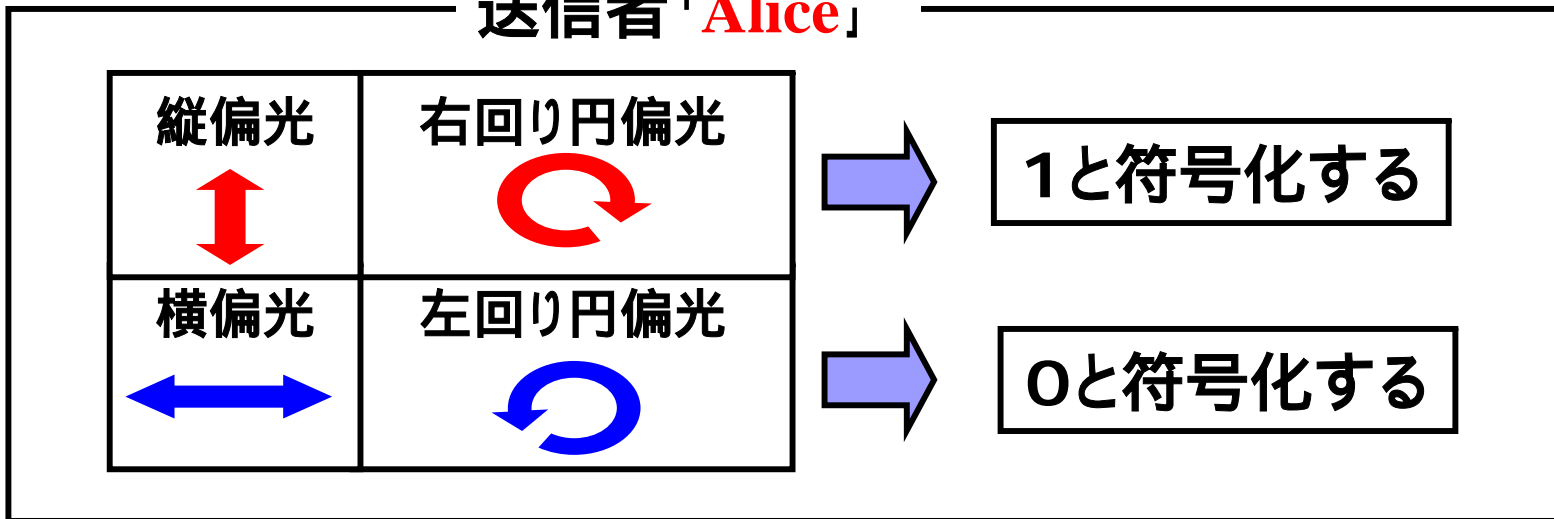 送信者「Alice」
縦偏光
右回り円偏光
1と符号化する
横偏光
左回り円偏光
0と符号化する